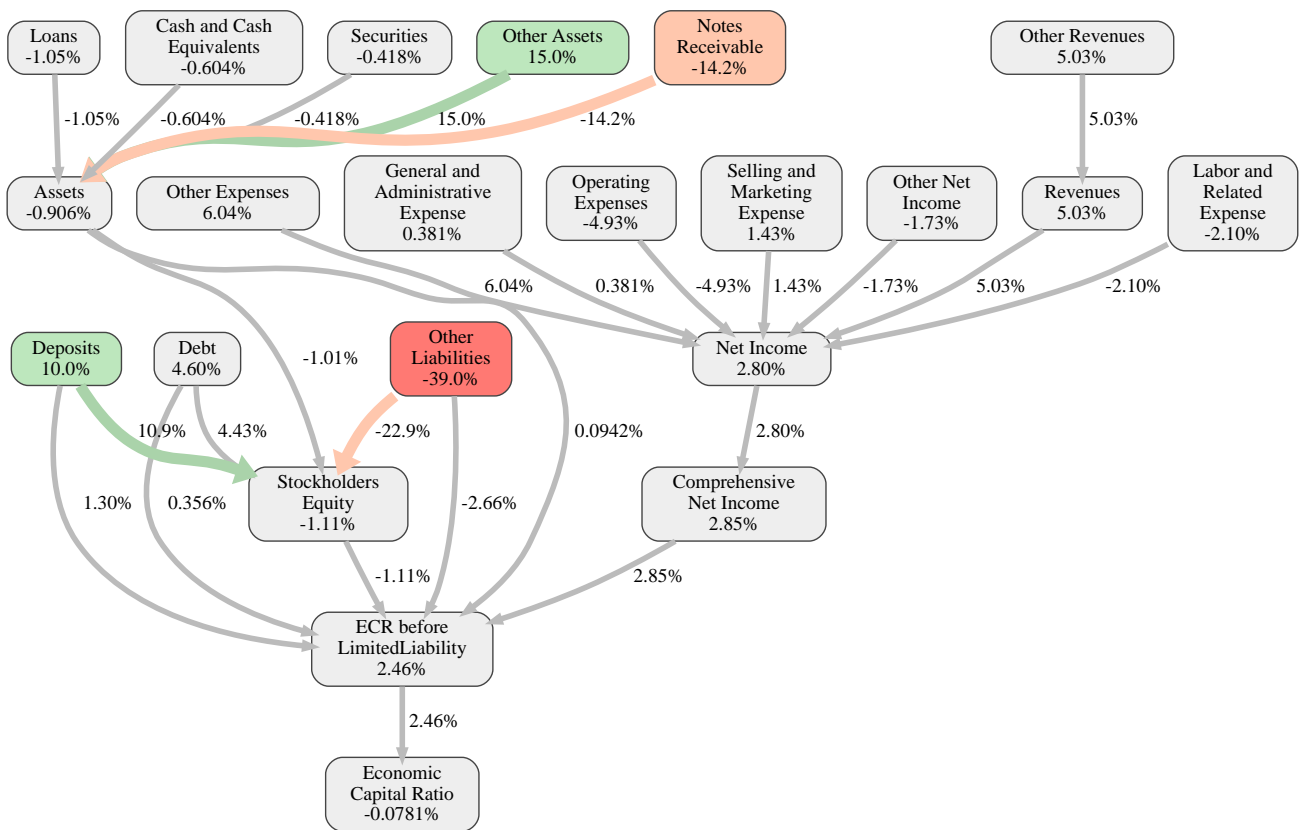 Loans
-1.05%
Cash and Cash
Equivalents
-0.604%
Securities
-0.418%
Other Assets
15.0%
Notes
Receivable
-14.2%
Other Revenues
5.03%
-1.05%
-0.604%
-0.418%
15.0%
-14.2%
5.03%
Assets
-0.906%
Other Expenses
6.04%
General and
Administrative
Expense
0.381%
Operating
Expenses
-4.93%
Selling and
Marketing
Expense
1.43%
Other Net
Income
-1.73%
Revenues
5.03%
Labor and
Related
Expense
-2.10%
6.04%
0.381%
-4.93%
1.43%
-1.73%
5.03%
-2.10%
Deposits
10.0%
Debt
4.60%
-1.01%
Other
Liabilities
-39.0%
Net Income
2.80%
10.9%
4.43%
-22.9%
0.0942%
2.80%
Stockholders
Equity
-1.11%
Comprehensive
Net Income
2.85%
1.30%
0.356%
-2.66%
-1.11%
2.85%
ECR before
LimitedLiability
2.46%
2.46%
Economic
Capital Ratio
-0.0781%